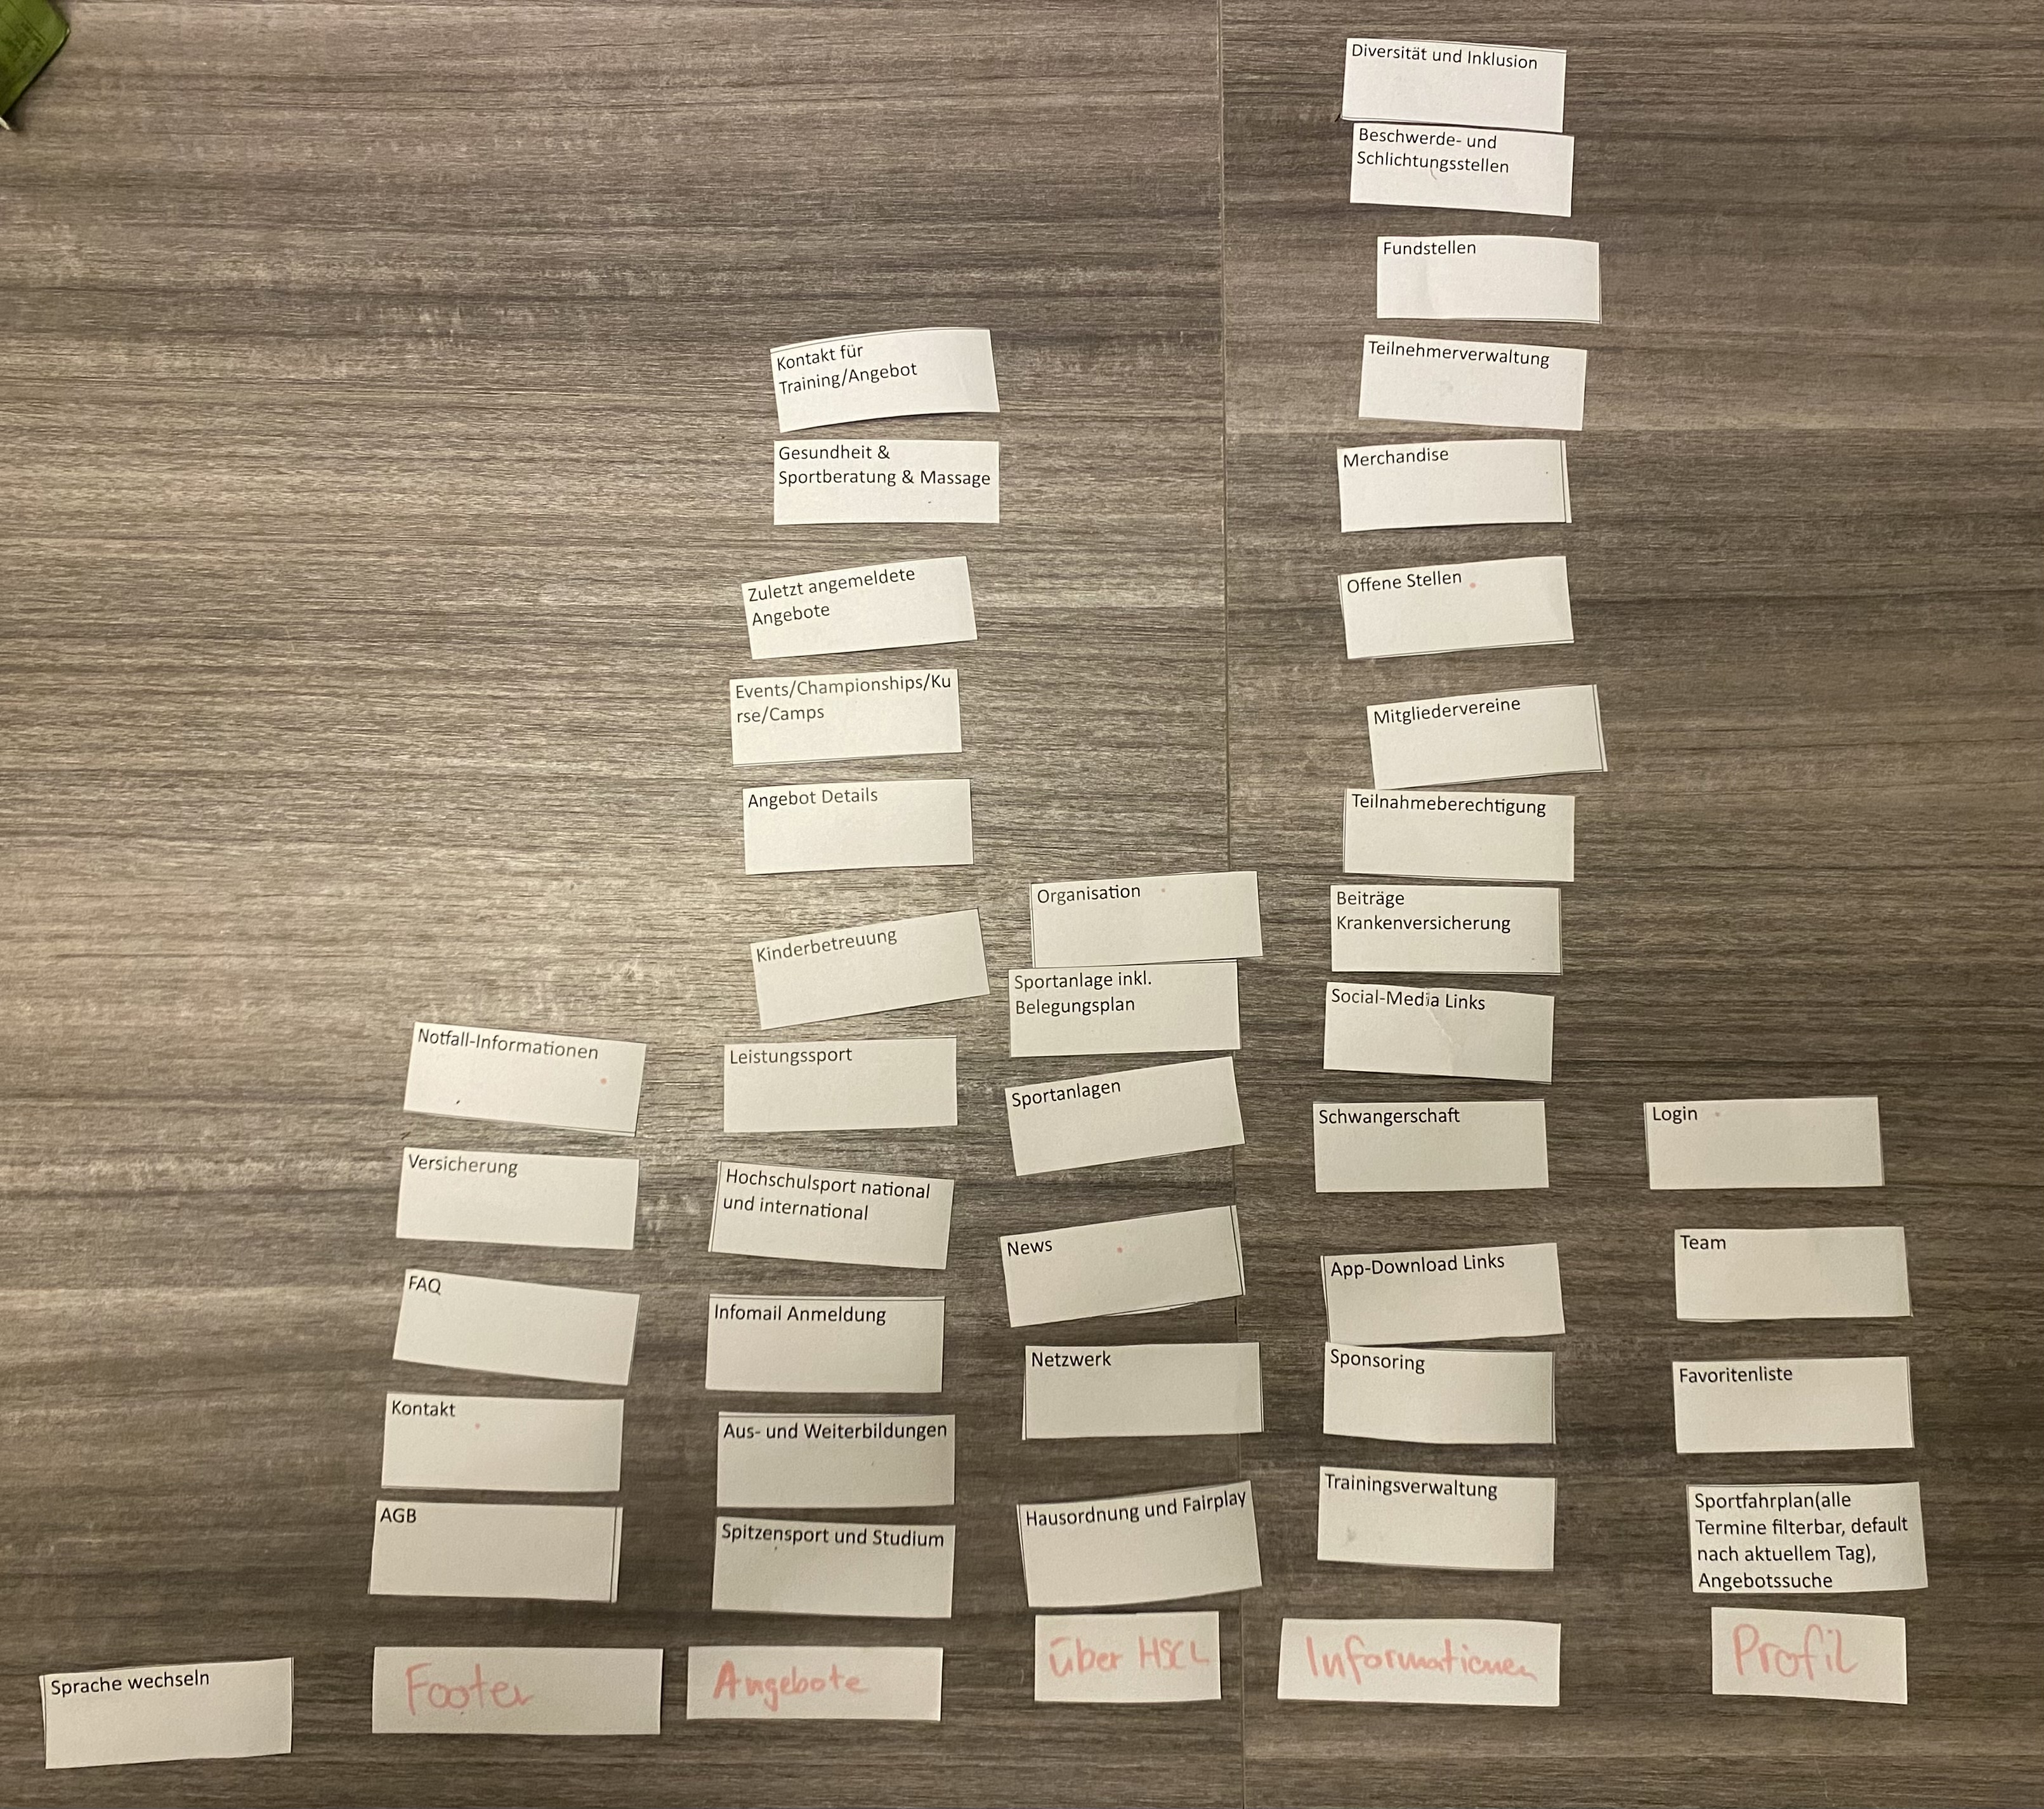 Diversität und Inklusion
Beschwerde- und
Schlichtungsstellen
Fundstellen
Teilnehmerverwaltung
Merchandise
Offene Stellen
Mitgliedervereine
Teilnahmeberechtigung
Beiträge
Krankenversicherung
Social-Media Links
Schwangerschaft
App-Download Links
Sponsoring
Trainingsverwaltung
Informationen
Kontakt für
Training/Angebot
Gesundheit &
Sportberatung & Massage
Zuletzt angemeldete
Angebote
Events/Championships/Ku
rse/Camps
Angebot Details
Kinderbetreuung
Leistungssport
Hochschulsport national
und international
Infomail Anmeldung
Aus- und Weiterbildungen
Spitzensport und Studium
Angebote
Organisation
Sportanlage inkl.
Belegungsplan
Sportanlagen
News
Netzwerk
Hausordnung und Fairplay
über HSCL
Notfall-Informationen
Versicherung
FAQ
Kontakt
AGB
Footer
Login
Team
Favoritenliste
Sportfahrplan(alle
Termine filterbar, default
nach aktuellem Tag),
Angebotssuche
Profil
Sprache wechseln